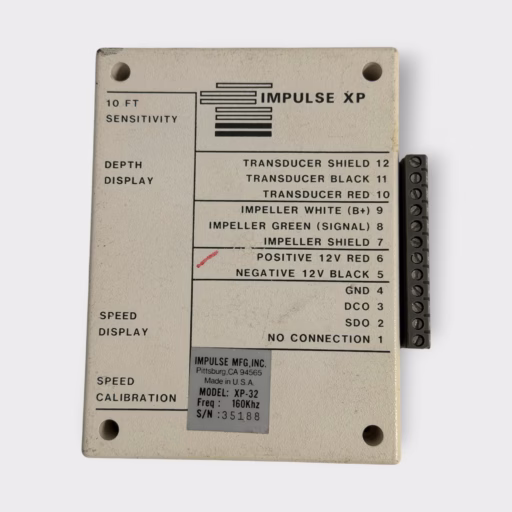 IMPULSE XP
10 FT
SENSITIVITY
DEPTH
DISPLAY
SPEED
DISPLAY
SPEED
CALIBRATION
TRANSDUCER SHIELD 12
TRANSDUCER BLACK 11
TRANSDUCER RED 10
IMPELLER WHITE (B+) 9
IMPELLER GREEN (SIGNAL) 8
IMPELLER SHIELD 7
POSITIVE 12V RED 6
NEGATIVE 12V BLACK 5
GND 4
DCO 3
SDO 2
NO CONNECTION 1
IMPULSE MFG,INC.
Pittsburg,CA 94565
Made in U.S.A.
MODEL: XP-32
Freq : 160Khz
S/N :35188